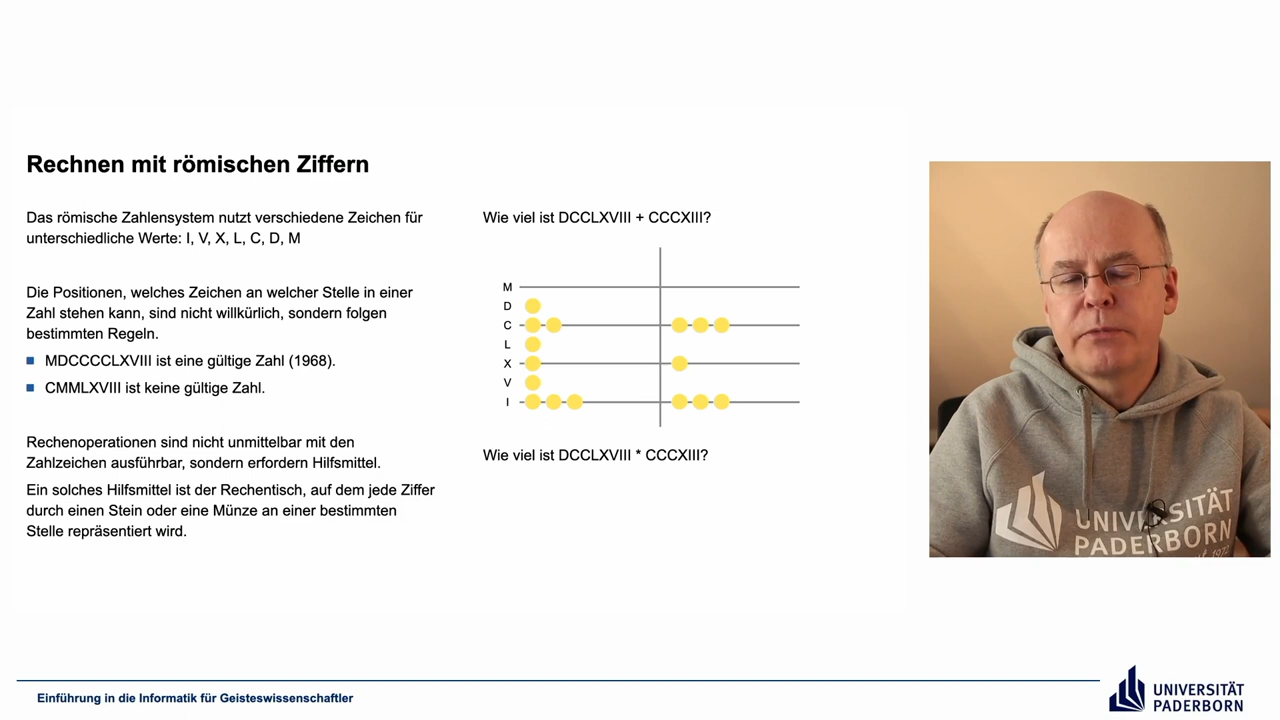 Rechnen mit römischen Ziffern
Das römische Zahlensystem nutzt verschiedene Zeichen für
unterschiedliche Werte: I, V, X, L, C, D, M
Die Positionen, welches Zeichen an welcher Stelle in einer
Zahl stehen kann, sind nicht willkürlich, sondern folgen
bestimmten Regeln.
MDCCCCLXVIII ist eine gültige Zahl (1968).
CMMLXVIII ist keine gültige Zahl.
Rechenoperationen sind nicht unmittelbar mit den
Zahlzeichen ausführbar, sondern erfordern Hilfsmittel.
Ein solches Hilfsmittel ist der Rechentisch, auf dem jede Ziffer
durch einen Stein oder eine Münze an einer bestimmten
Stelle repräsentiert wird.
Wie viel ist DCCLXVIII + CCCXIII?
M
D
C
L
X
V
I
Wie viel ist DCCLXVIII * CCCXIII?
UNIVERSITÄT
PADERBORN
Einführung in die Informatik für Geisteswissenschaftler
UNIVERSITÄT
PADERBORN